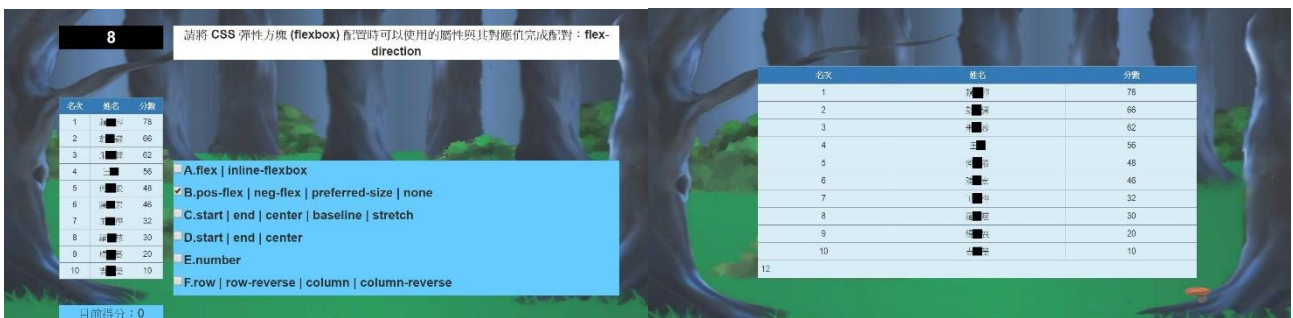 8
請將 CSS 彈性方塊 (flexbox) 配置時可以使用的屬性與其對應值完成配對：flex-
direction
名次 姓名 分數
1 78
2 66
3 62
4 王 56
5 48
6 46
7 32
8 30
9 20
10 10
A.flex | inline-flexbox
B.pos-flex | neg-flex | preferred-size | none
C.start | end | center | baseline | stretch
D.start | end | center
E.number
F.row | row-reverse | column | column-reverse
目前得分：0
名次 姓名 分數
1 78
2 66
3 62
4 王 56
5 48
6 46
7 32
8 30
9 20
10 10
12